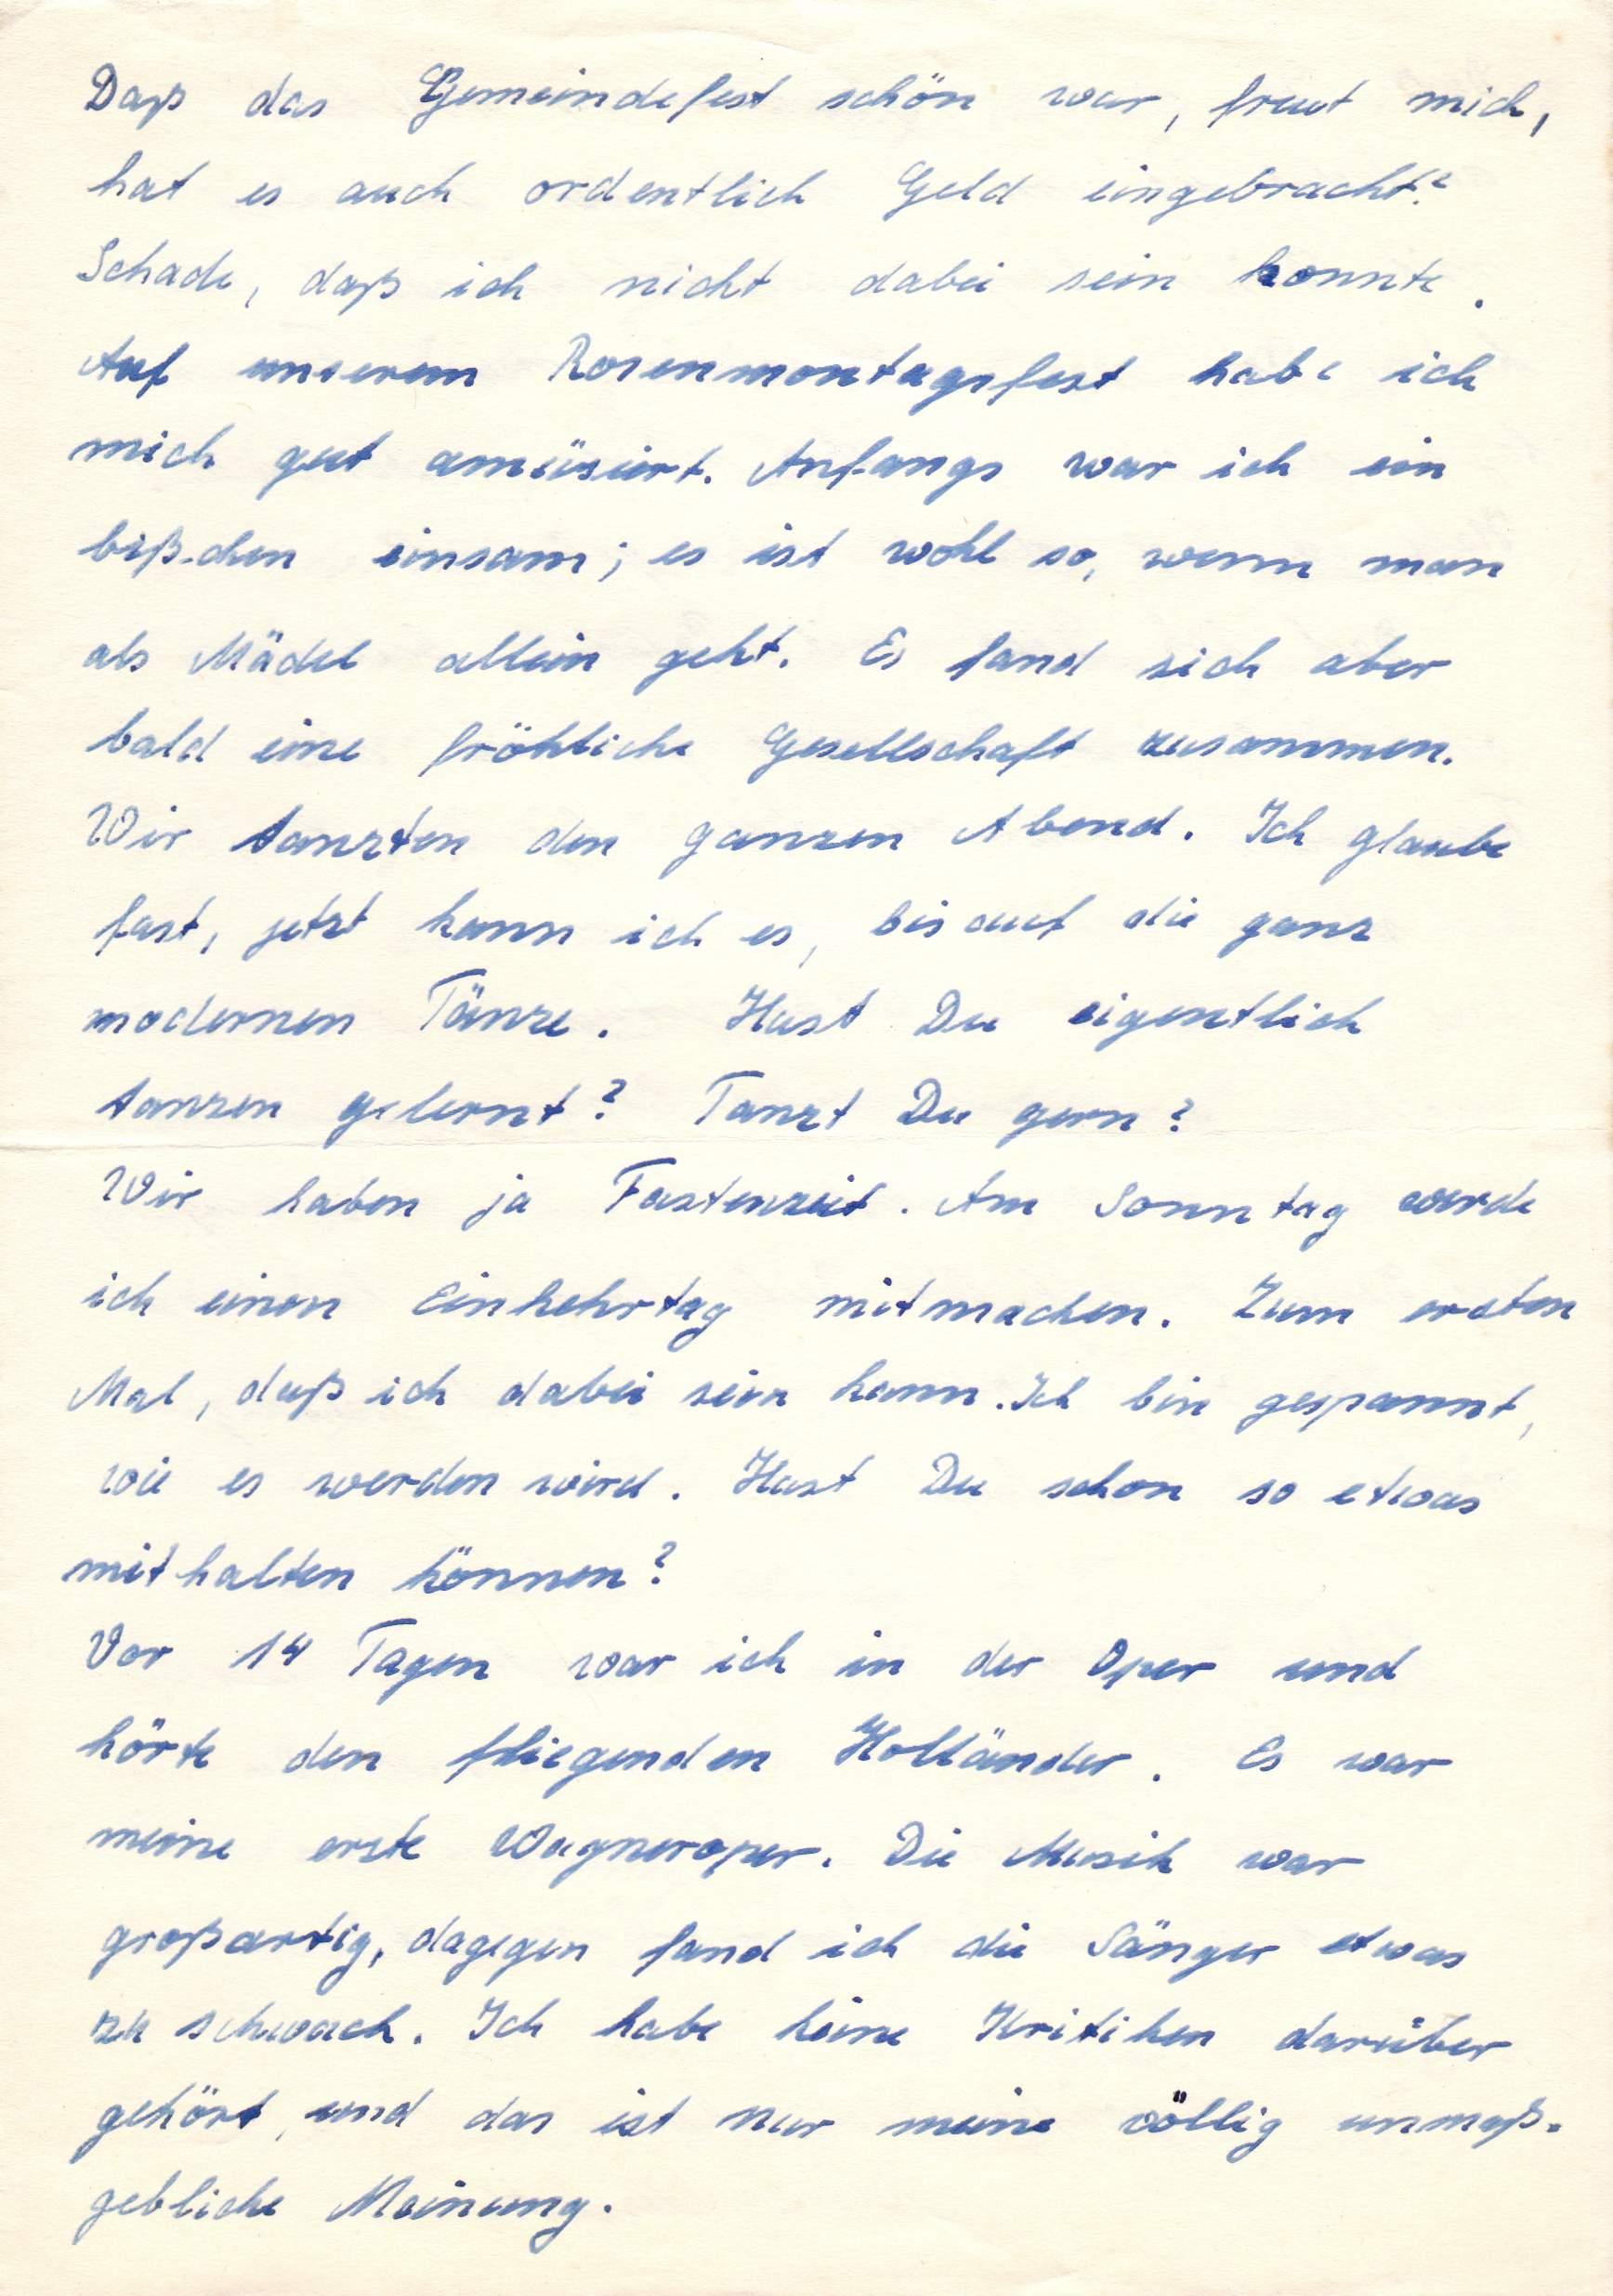 Daß das Gemeindefest schön war, freut mich,
hat es auch ordentlich Geld eingebracht?
Schade, daß ich nicht dabei sein konnte.
Auf unserem Rosenmontagsfest habe ich
mich gut amüsiert. Anfangs war ich ein
biß-chen einsam; es ist wohl so, wenn man
als Mädel allein geht. Es fand sich aber
bald eine fröhliche Gesellschaft zusammen.
Wir tanzten den ganzen Abend. Ich glaube
fast, jetzt kann ich es, bis auf die ganz
modernen Tänze. Hast Du eigentlich
tanzen gelernt? Tanzt Du gern?
Wir haben ja Fastenzeit. Am Sonntag werde
ich einen Einkehrtag mitmachen. Zum ersten
Mal, daß ich dabei sein kann. Ich bin gespannt,
wie es werden wird. Hast Du schon so etwas
mithalten können?
Vor 14 Tagen war ich in der Oper und
hörte den fliegenden Holländer. Es war
meine erste Wagneroper. Die Musik war
großartig, dagegen fand ich die Sänger etwas
zu schwach. Ich habe keine Kritiken darüber
gehört, und das ist nur meine völlig unmaß-
gebliche Meinung.